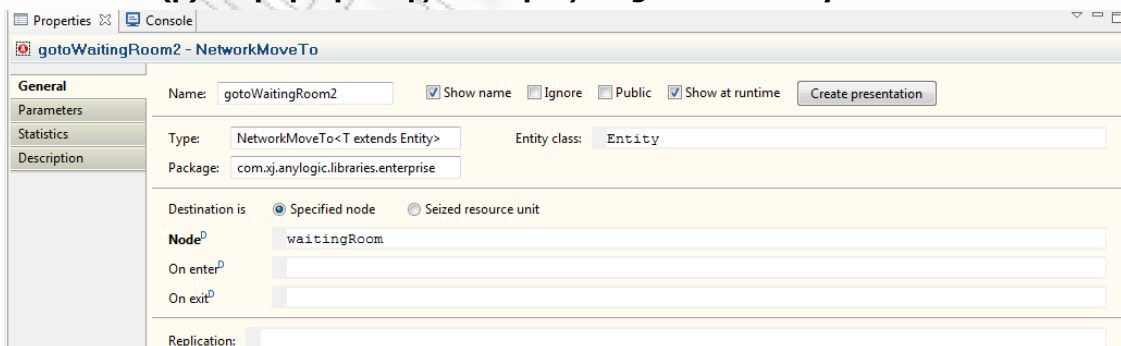 Properties Console
gotoWaitingRoom2 - NetworkMoveTo
General
Parameters
Statistics
Description
Name: gotoWaitingRoom2 Show name Ignore Public Show at runtime Create presentation
Type: NetworkMoveTo<T extends Entity> Entity class: Entity
Package: com.xj.anylogic.libraries.enterprise
Destination is Specified node Seized resource unit
Node D waitingRoom
On enter D
On exit D
Replication: